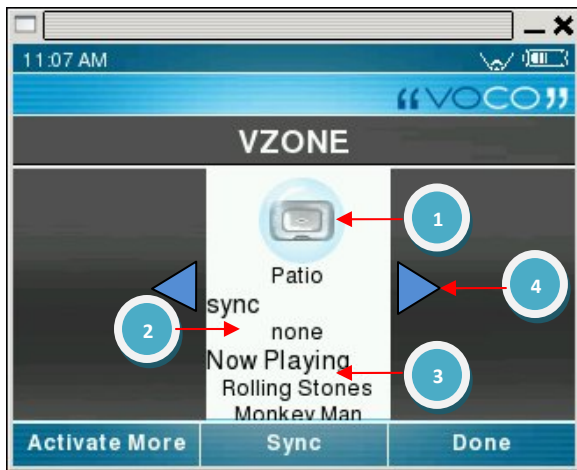 11:07 AM
“VOCO”
VZONE
1
Patio
4
sync
2
none
Now Playing
3
Rolling Stones
Monkey Man
Activate More
Sync
Done